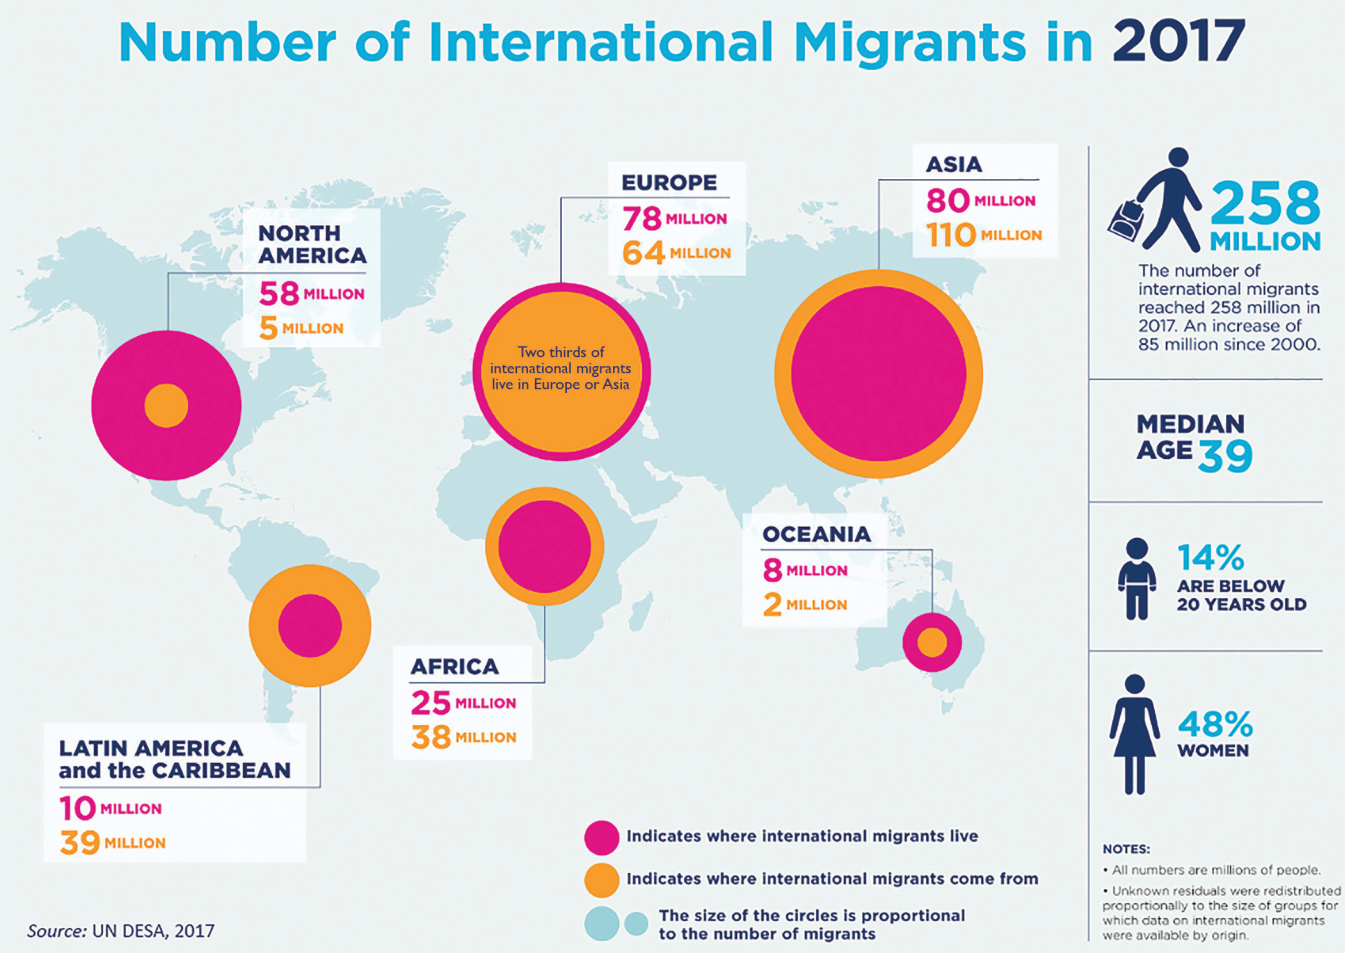 Number of International Migrants in 2017
NORTH
AMERICA
58 MILLION
5 MILLION
EUROPE
78 MILLION
64 MILLION
ASIA
80 MILLION
110 MILLION
Two thirds of
international migrants
live in Europe or Asia
OCEANIA
8 MILLION
2 MILLION
AFRICA
25 MILLION
38 MILLION
LATIN AMERICA
and the CARIBBEAN
10 MILLION
39 MILLION
Indicates where international migrants live
Indicates where international migrants come from
The size of the circles is proportional
to the number of migrants
Source: UN DESA, 2017
258
MILLION
The number of
international migrants
reached 258 million in
2017. An increase of
85 million since 2000.
MEDIAN
AGE 39
14%
ARE BELOW
20 YEARS OLD
48%
WOMEN
NOTES:
• All numbers are millions of people.
• Unknown residuals were redistributed
proportionally to the size of groups for
which data on international migrants
were available by origin.